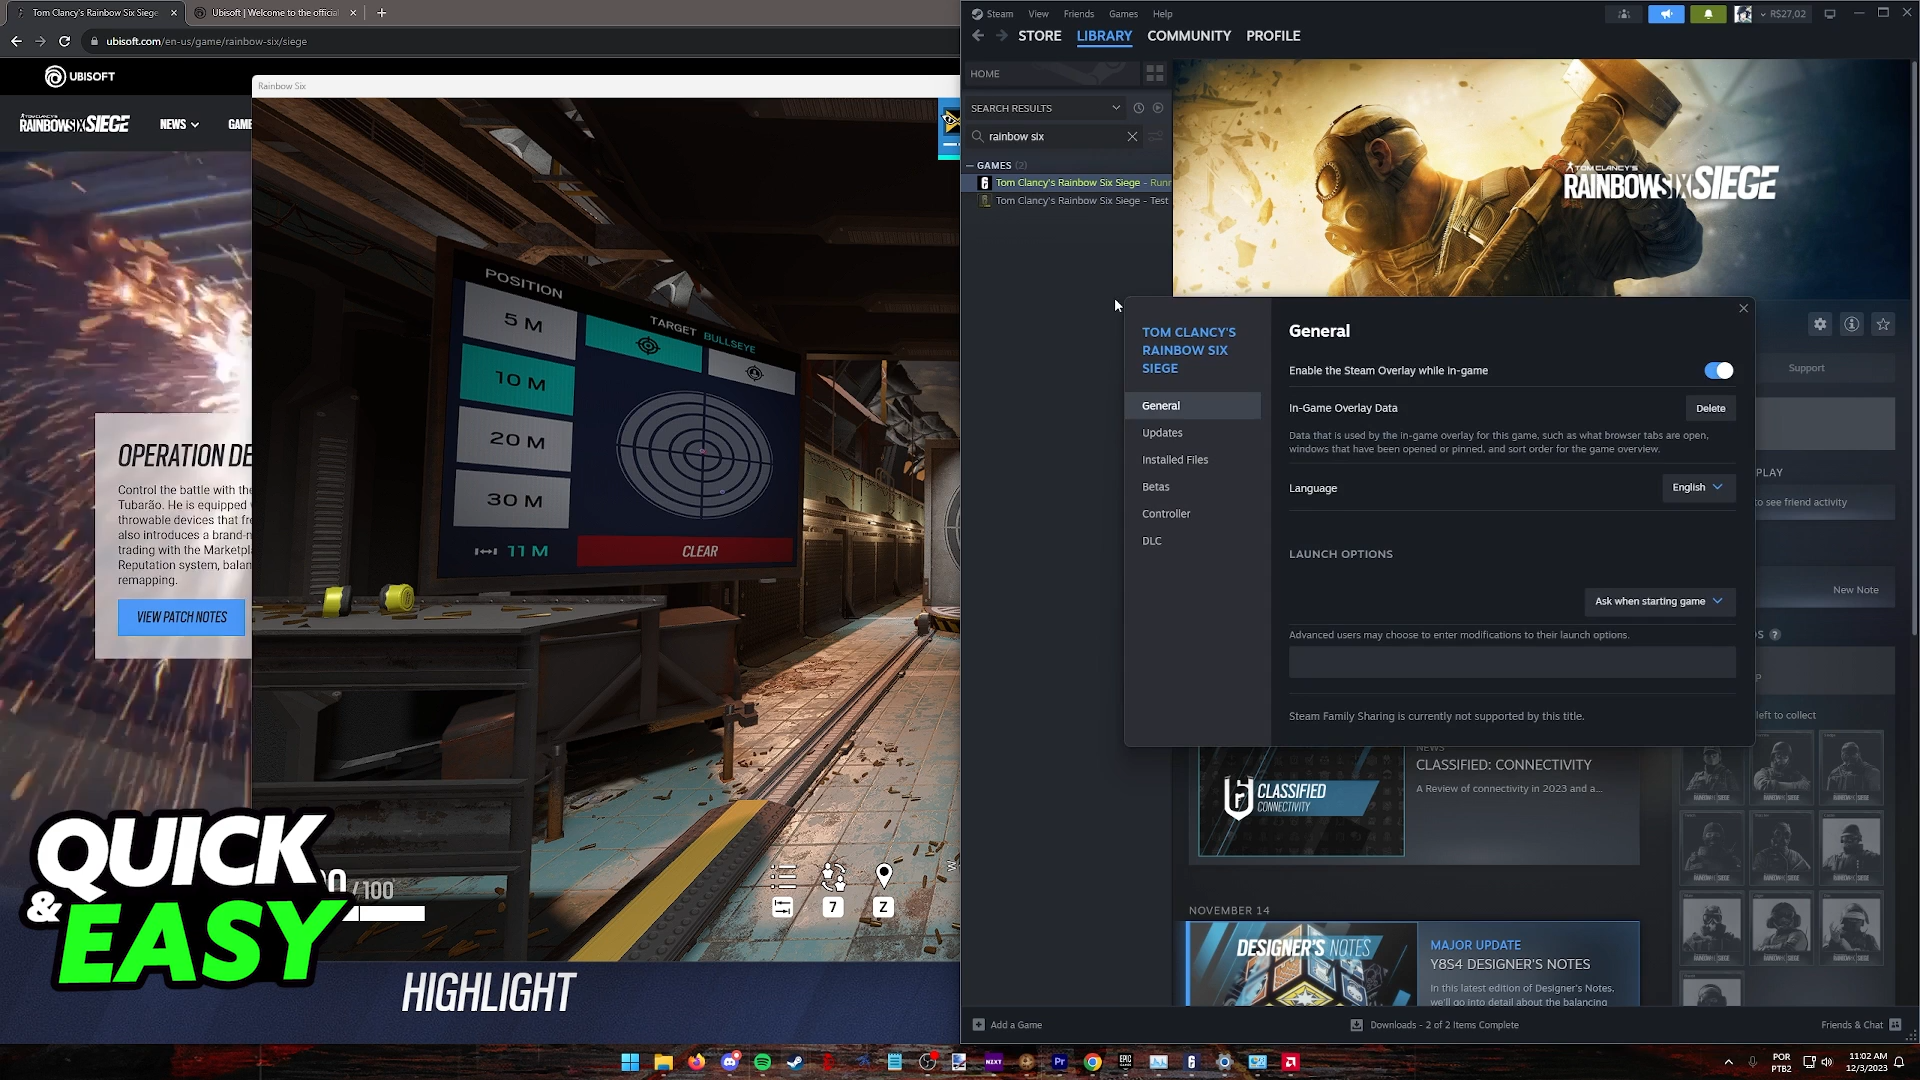 Tom Clancy's Rainbow Six Siege
Ubisoft | Welcome to the official
ubisoft.com/en-us/game/rainbow-six/siege
UBISOFT
TOM CLANCY'S
RAINBOW SIX SIEGE
NEWS
GAME
OPERATION DE
Control the battle with the
Tubarão. He is equipped
throwable devices that fre
also introduces a brand-n
trading with the Marketpla
Reputation system, balan
remapping.
VIEW PATCH NOTES
Rainbow Six
POSITION
5 M
10 M
20 M
30 M
11 M
TARGET
BULLSEYE
CLEAR
/100
7
Z
W
QUICK
& EASY
HIGHLIGHT
Steam
View
Friends
Games
Help
R$27,02
STORE
LIBRARY
COMMUNITY
PROFILE
HOME
SEARCH RESULTS
rainbow six
GAMES (2)
Tom Clancy's Rainbow Six Siege - Runr
Tom Clancy's Rainbow Six Siege - Test
TOM CLANCY'S
RAINBOW SIX SIEGE
TOM CLANCY'S
RAINBOW SIX
SIEGE
General
Updates
Installed Files
Betas
Controller
DLC
General
Enable the Steam Overlay while in-game
In-Game Overlay Data
Delete
Data that is used by the in-game overlay for this game, such as what browser tabs are open,
windows that have been opened or pinned, and sort order for the game overview.
Language
English
LAUNCH OPTIONS
Ask when starting game
Advanced users may choose to enter modifications to their launch options.
Steam Family Sharing is currently not supported by this title.
Support
PLAY
to see friend activity
New Note
DS ?
left to collect
NEWS
CLASSIFIED: CONNECTIVITY
A Review of connectivity in 2023 and a...
CLASSIFIED
CONNECTIVITY
NOVEMBER 14
DESIGNER'S NOTES
MAJOR UPDATE
Y8S4 DESIGNER'S NOTES
In this latest edition of Designer's Notes,
we'll go into detail about the balancing
Add a Game
Downloads - 2 of 2 Items Complete
Friends & Chat
NZXT
Pr
EPIC
POR
PTB2
11:02 AM
12/3/2023